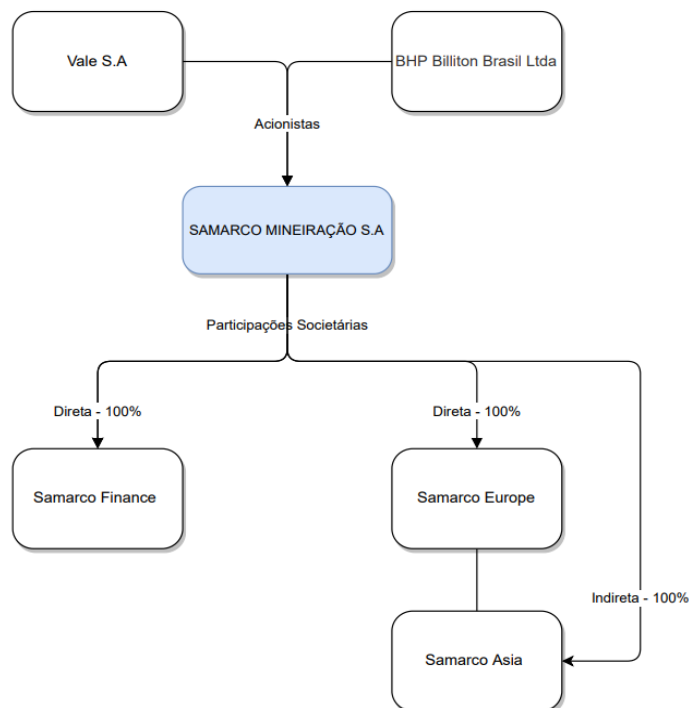 Vale S.A
BHP Billiton Brasil Ltda
Acionistas
SAMARCO MINEIRAÇÃO S.A
Participações Societárias
Direta - 100%
Direta - 100%
Samarco Finance
Samarco Europe
Indireta - 100%
Samarco Asia